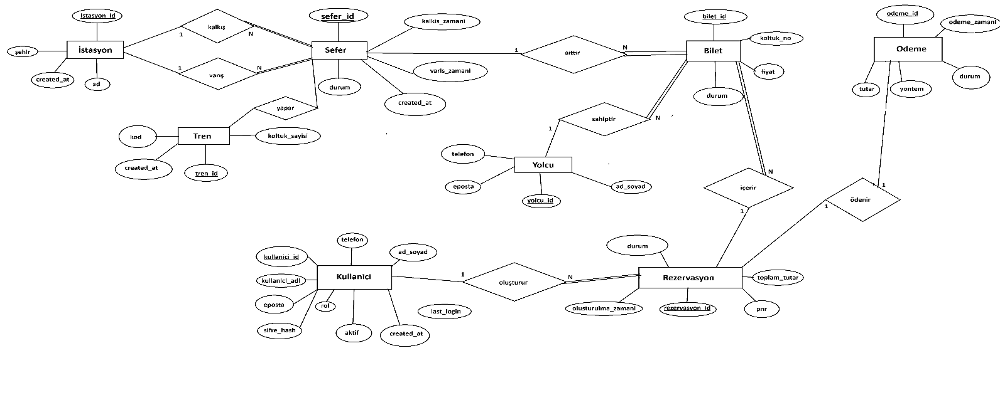 istasyon_id
kalkış
1
N
İstasyon
şehir
created_at
ad
1
N
varış
sefer_id
kalkis_zamani
Sefer
varis_zamani
durum
created_at
yapar
kod
Tren
koltuk_sayisi
created_at
tren_id
1
aittir
N
bilet_id
koltuk_no
Bilet
fiyat
durum
odeme_id
odeme_zamani
Odeme
tutar
yontem
durum
sahiptir
N
1
telefon
Yolcu
eposta
ad_soyad
yolcu_id
N
içerir
1
1
ödenir
1
telefon
kullanici_id
ad_soyad
kullanici_adi
Kullanici
eposta
rol
sifre_hash
aktif
created_at
last_login
1
oluşturur
N
durum
Rezervasyon
toplam_tutar
olusturulma_zamani
rezervasyon_id
pnr